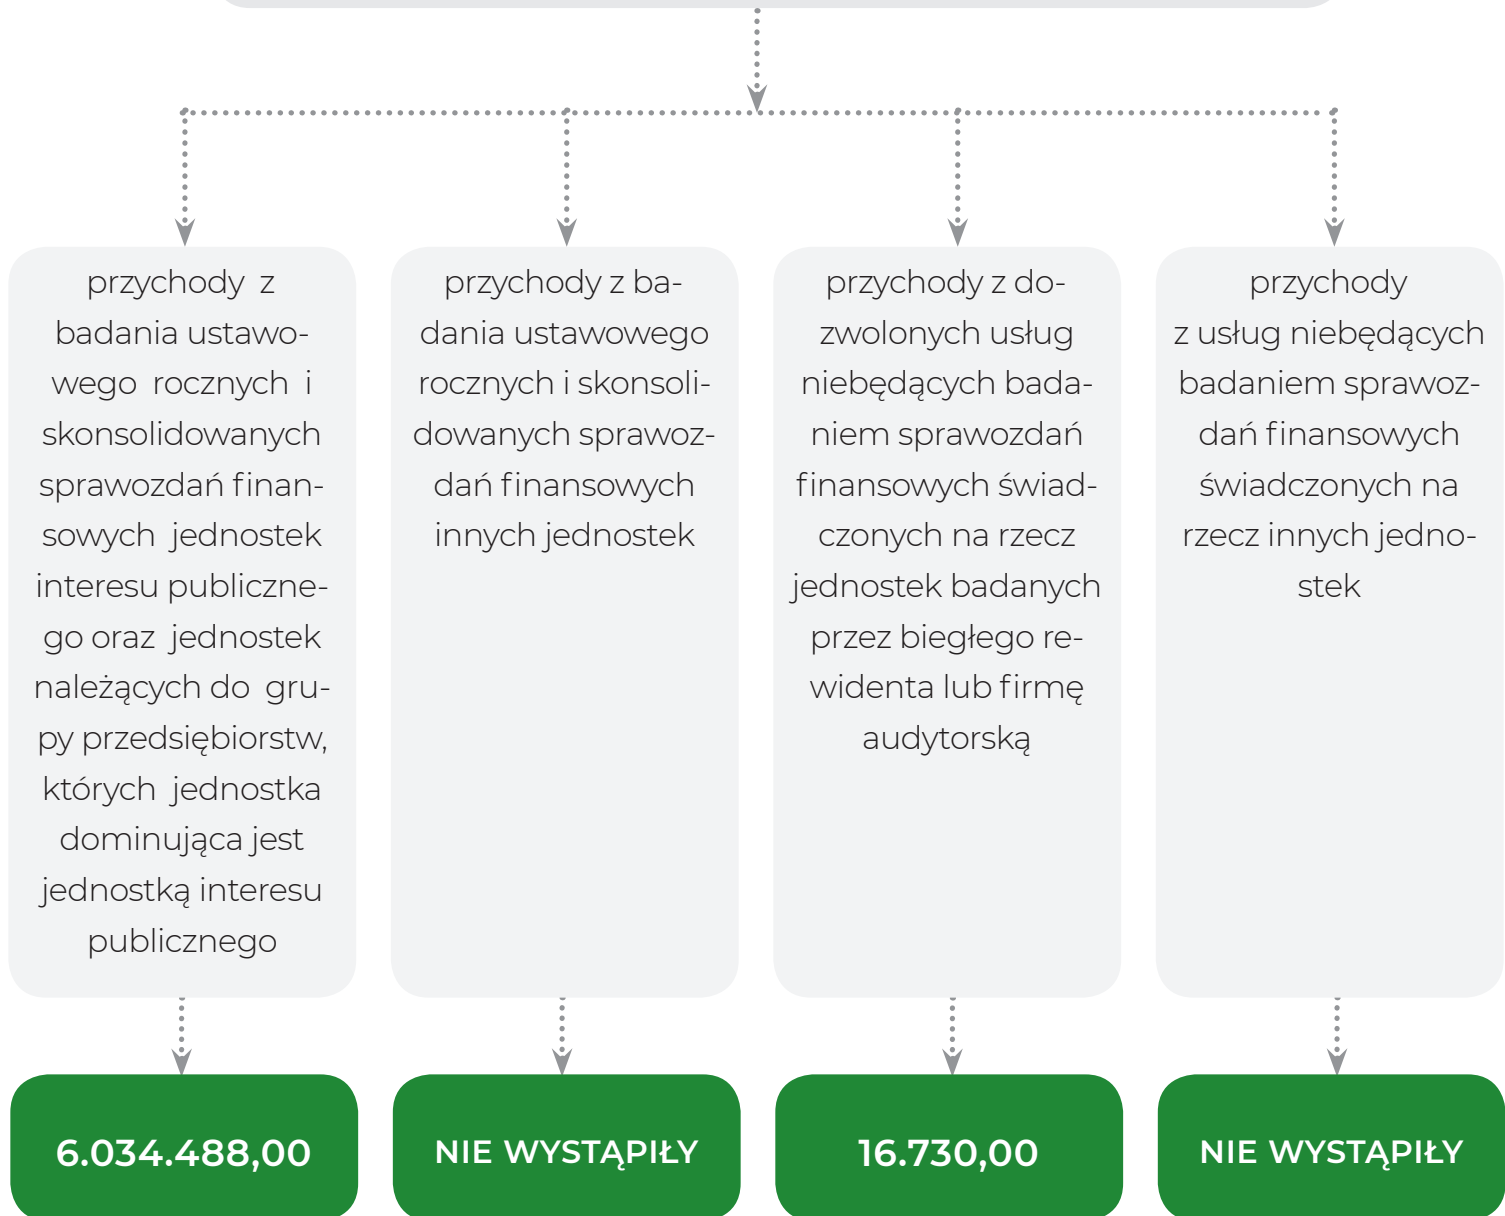 przychody z
badania ustawo-
wego rocznych i
skonsolidowanych
sprawozdań finan-
sowych jednostek
interesu publiczne-
go oraz jednostek
należących do gru-
py przedsiębiorstw,
których jednostka
dominująca jest
jednostką interesu
publicznego
6.034.488,00
przychody z ba-
dania ustawowego
rocznych i skonsoli-
dowanych sprawoz-
dań finansowych
innych jednostek
NIE WYSTĄPIŁY
przychody z do-
zwolonych usług
niebędących bada-
niem sprawozdań
finansowych świad-
czonych na rzecz
jednostek badanych
przez biegłego re-
widenta lub firmę
audytorską
16.730,00
przychody
z usług niebędących
badaniem sprawoz-
dań finansowych
świadczonych na
rzecz innych jedno-
stek
NIE WYSTĄPIŁY